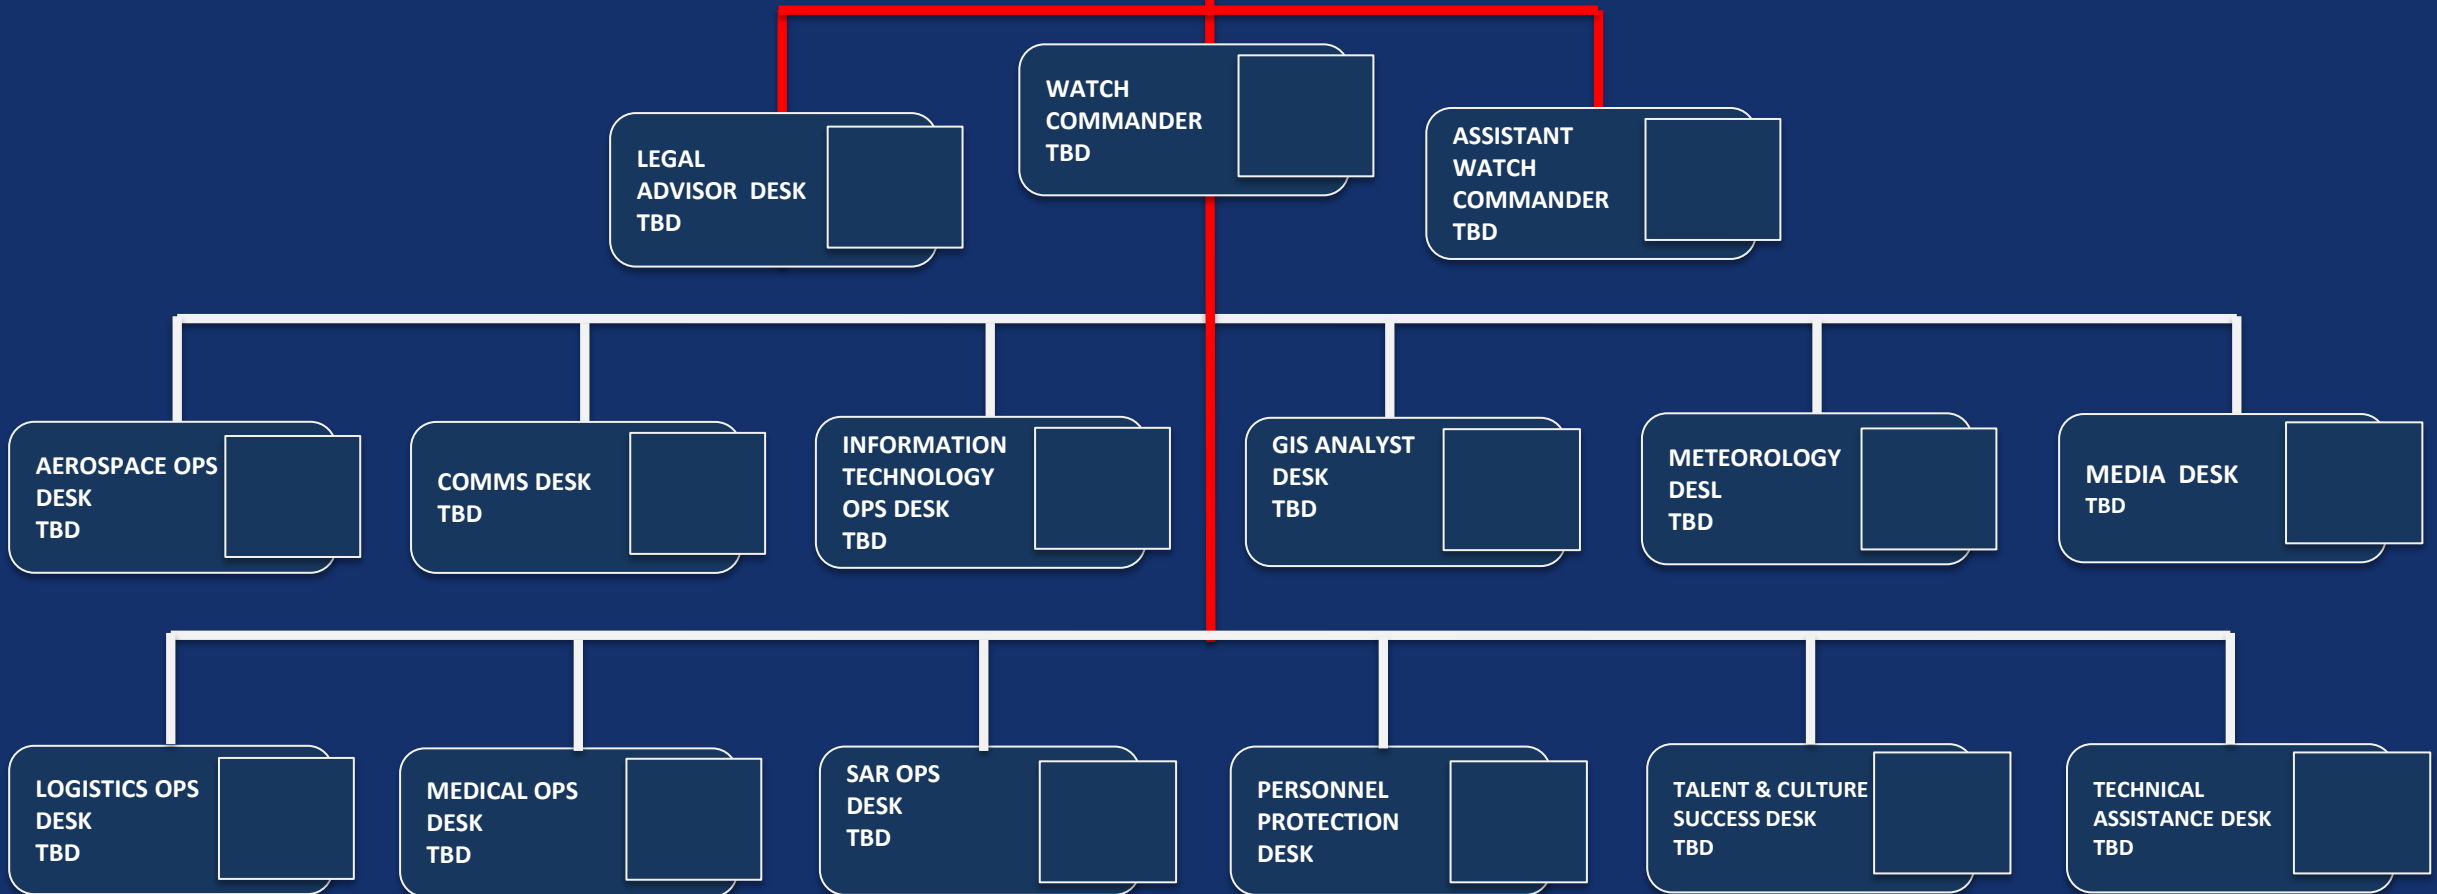 WATCH
COMMANDER
TBD
LEGAL
ADVISOR  DESK
TBD
ASSISTANT
WATCH
COMMANDER
TBD
AEROSPACE OPS
DESK
TBD
COMMS DESK
TBD
INFORMATION
TECHNOLOGY
OPS DESK
TBD
GIS ANALYST
DESK
TBD
METEOROLOGY
DESL
TBD
MEDIA  DESK
TBD
LOGISTICS OPS
DESK
TBD
MEDICAL OPS
DESK
TBD
SAR OPS
DESK
TBD
PERSONNEL
PROTECTION
DESK
TALENT & CULTURE
SUCCESS DESK
TBD
TECHNICAL
ASSISTANCE DESK
TBD